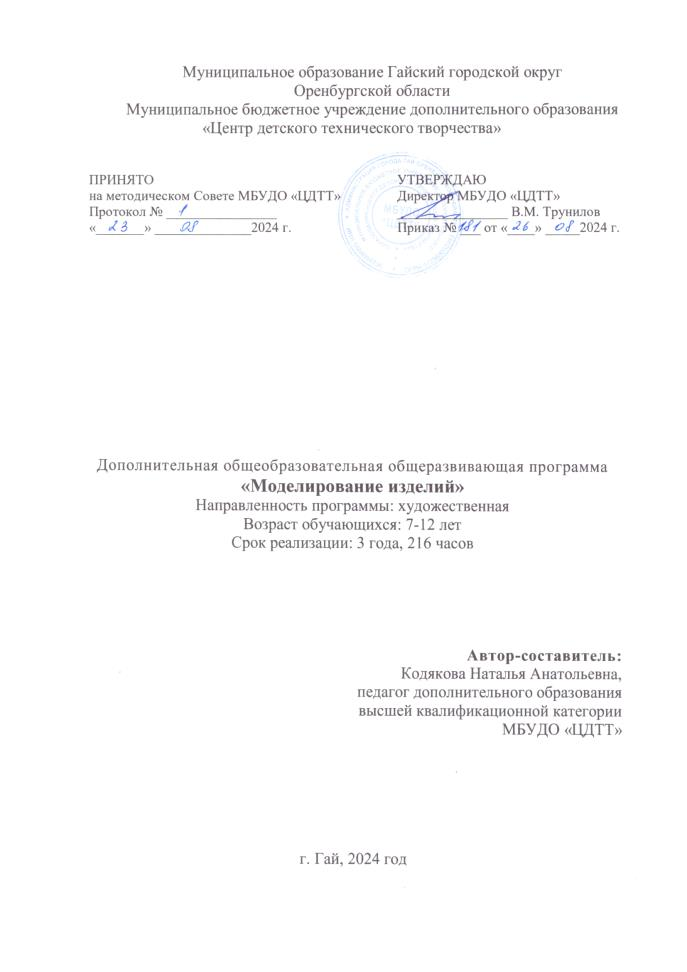 Муниципальное образование Гайский городской округ
Оренбургской области
Муниципальное бюджетное учреждение дополнительного образования
«Центр детского технического творчества»
ПРИНЯТО
на методическом Совете МБУДО «ЦДТТ»
Протокол № 1
«23» 08 2024 г.
УТВЕРЖДАЮ
Директор МБУДО «ЦДТТ»
В.М. Трунилов
Приказ № 181 от «26» 08 2024 г.
Дополнительная общеобразовательная общеразвивающая программа
«Моделирование изделий»
Направленность программы: художественная
Возраст обучающихся: 7-12 лет
Срок реализации: 3 года, 216 часов
Автор-составитель:
Кодякова Наталья Анатольевна,
педагог дополнительного образования
высшей квалификационной категории
МБУДО «ЦДТТ»
г. Гай, 2024 год